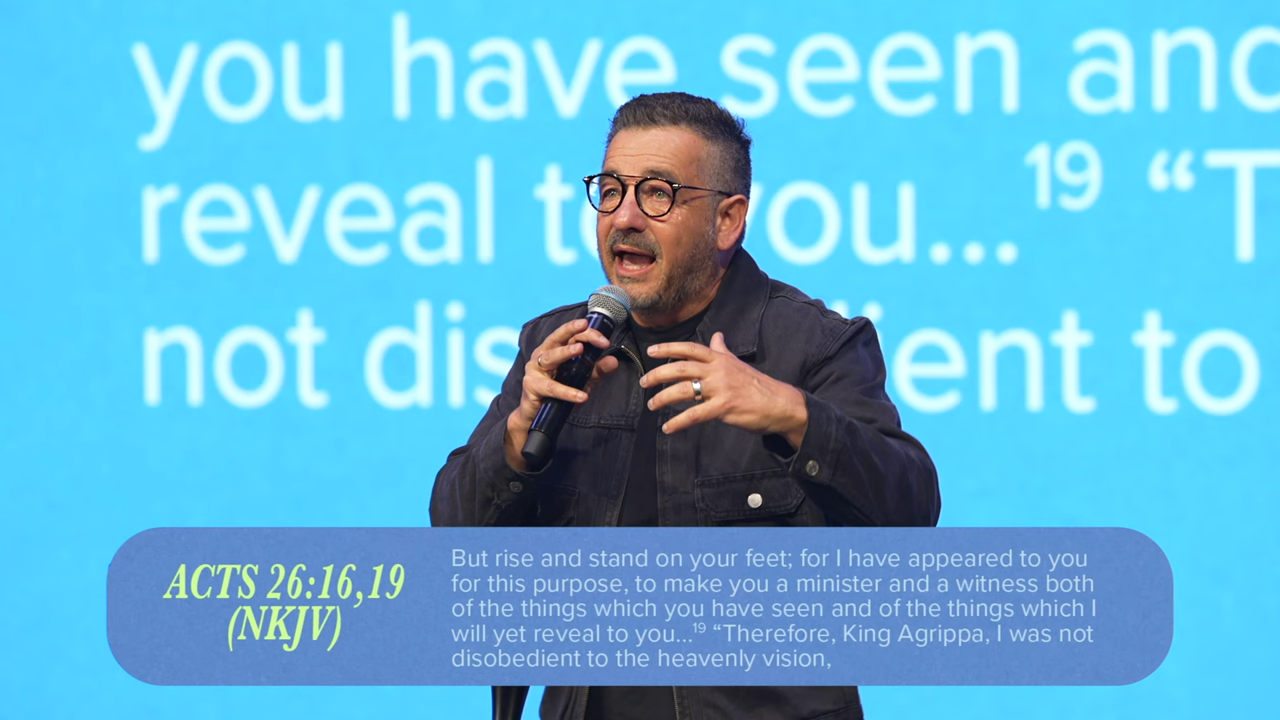 you have seen and
reveal to you... ¹⁹ “T
not dis ient to
ACTS 26:16,19
(NKJV)
But rise and stand on your feet; for I have appeared to you
for this purpose, to make you a minister and a witness both
of the things which you have seen and of the things which I
will yet reveal to you...¹⁹ “Therefore, King Agrippa, I was not
disobedient to the heavenly vision,